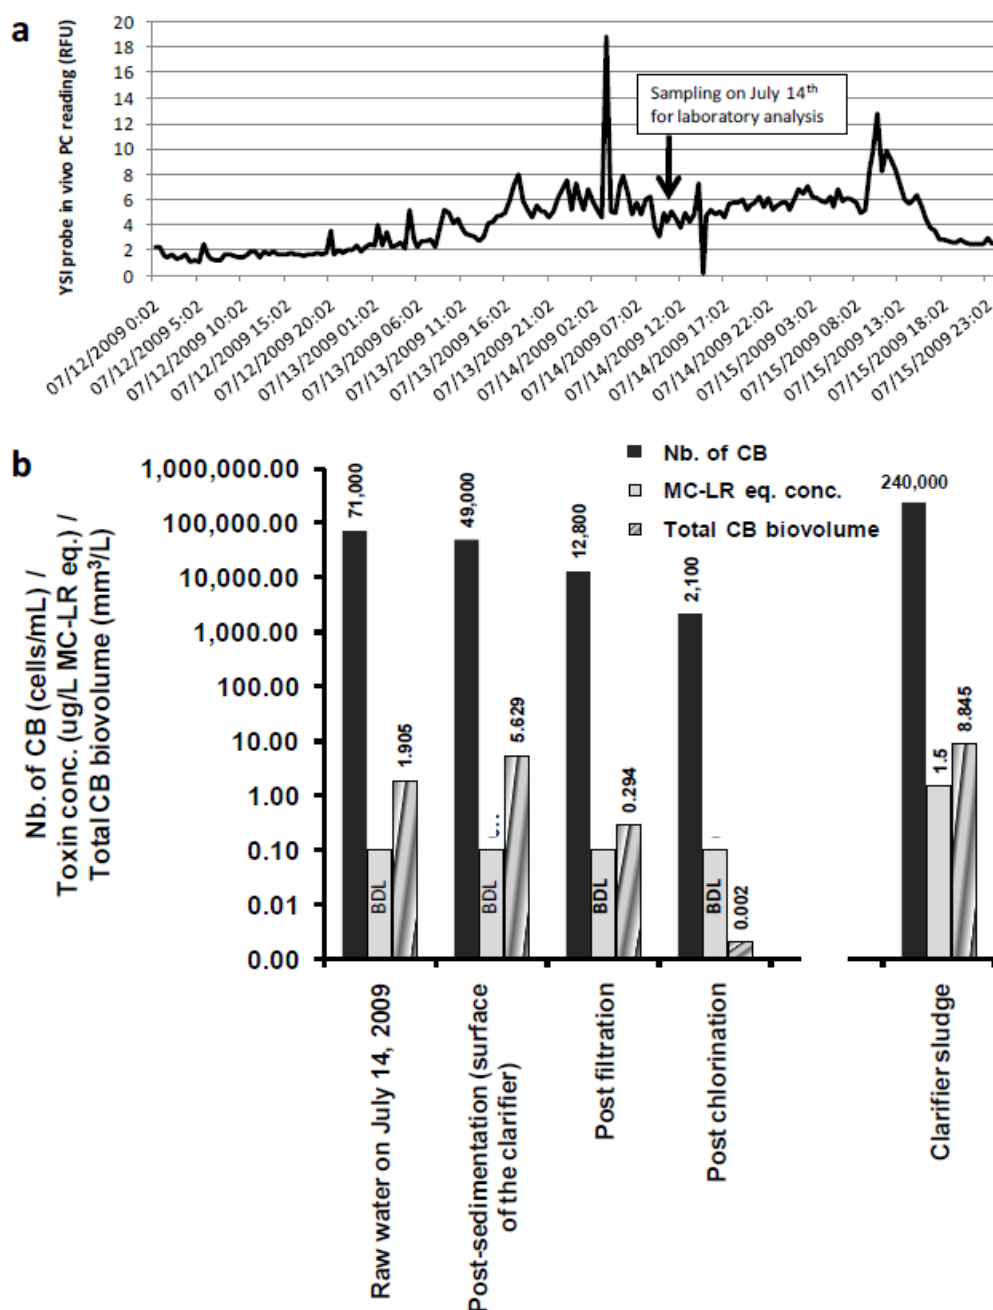 a
YSI probe in vivo PC reading (RFU)
20
18
16
14
12
10
8
6
4
2
0
Sampling on July 14th
for laboratory analysis
07/12/2009 0:02
07/12/2009 5:02
07/12/2009 10:02
07/12/2009 15:02
07/12/2009 20:02
07/13/2009 01:02
07/13/2009 06:02
07/13/2009 11:02
07/13/2009 16:02
07/13/2009 21:02
07/14/2009 02:02
07/14/2009 07:02
07/14/2009 12:02
07/14/2009 17:02
07/14/2009 22:02
07/15/2009 03:02
07/15/2009 08:02
07/15/2009 13:02
07/15/2009 18:02
07/15/2009 23:02
b
Nb. of CB (cells/mL) /
Toxin conc. (ug/L MC-LR eq.) /
Total CB biovolume (mm³/L)
1,000,000.00
100,000.00
10,000.00
1,000.00
100.00
10.00
1.00
0.10
0.01
0.00
Nb. of CB
MC-LR eq. conc.
Total CB biovolume
71,000
BDL
1.905
49,000
BDL
5.629
12,800
BDL
0.294
2,100
BDL
0.002
240,000
1.5
8.845
Raw water on July 14, 2009
Post-sedimentation (surface
of the clarifier)
Post filtration
Post chlorination
Clarifier sludge